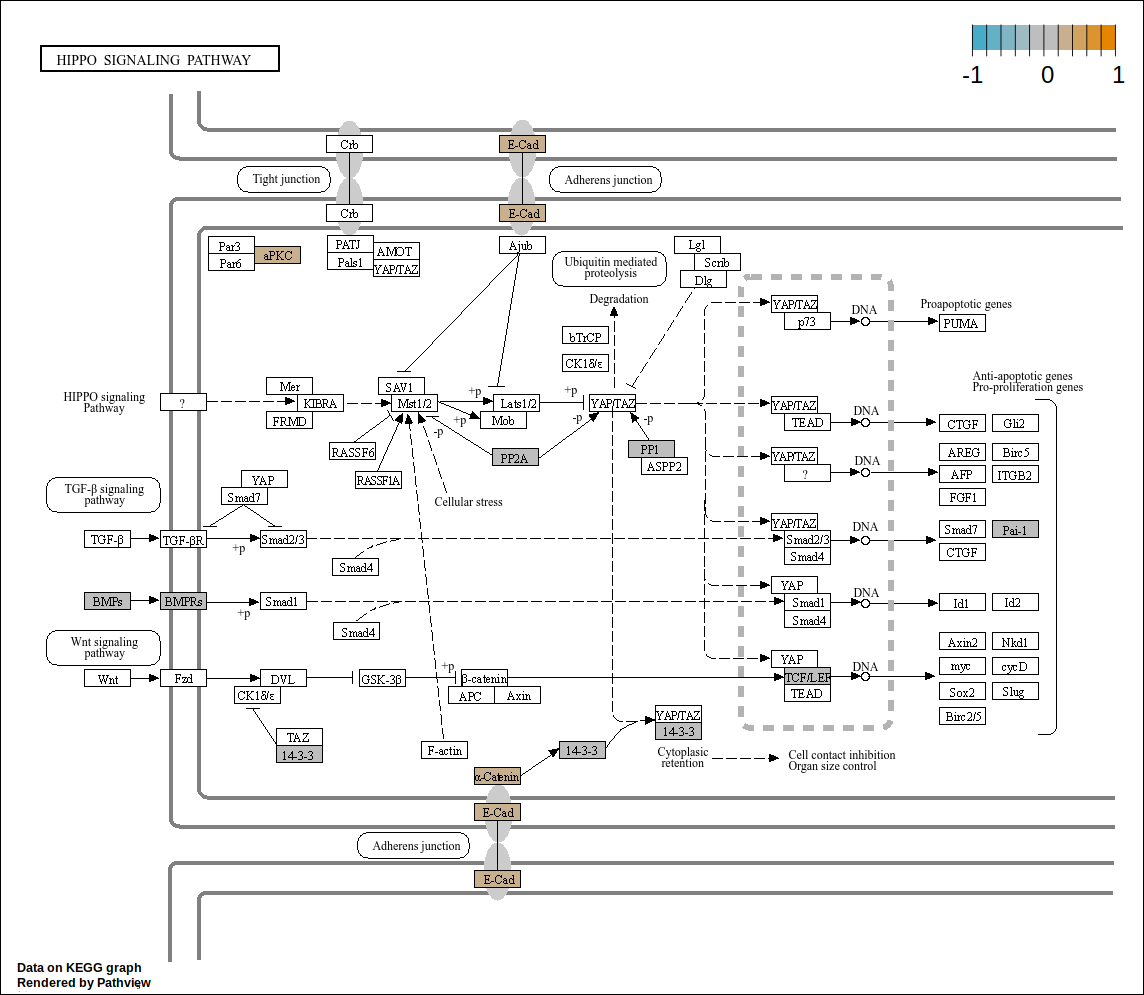 HIPPO SIGNALING PATHWAY
-1 0 1
Crb
E-Cad
Tight junction
Adherens junction
Crb
E-Cad
Par3
aPKC
Par6
PATJ
AMOT
Pals1
YAP/TAZ
Ajub
Ubiquitin mediated
proteolysis
Lgl
Scrib
Dlg
Degradation
bTrCP
CK1δ/ε
YAP/TAZ
p73
DNA
Proapoptotic genes
PUMA
Anti-apoptotic genes
Pro-proliferation genes
HIPPO signaling
Pathway
?
Mer
KIBRA
FRMD
SAV1
Mst1/2
+p
+p
-p
Lats1/2
Mob
+p
-p
YAP/TAZ
-p
RASSF6
RASSF1A
PP2A
PP1
ASPP2
Cellular stress
YAP/TAZ
TEAD
DNA
CTGF
Gli2
YAP/TAZ
?
DNA
AREG
Birc5
AFP
ITGB2
FGF1
TGF-β signaling
pathway
YAP
Smad7
TGF-β
TGF-βR
+p
Smad2/3
Smad4
YAP/TAZ
Smad2/3
Smad4
DNA
Smad7
Pai-1
CTGF
BMPs
BMPRs
+p
Smad1
Smad4
YAP
Smad1
Smad4
DNA
Id1
Id2
Wnt signaling
pathway
Wnt
Fzd
DVL
CK1δ/ε
GSK-3β
+p
β-catenin
APC
Axin
YAP
TCF/LEF
TEAD
DNA
Axin2
Nkd1
myc
cycD
Sox2
Slug
Birc2/5
TAZ
14-3-3
F-actin
14-3-3
YAP/TAZ
14-3-3
Cytoplasmic
retention
Cell contact inhibition
Organ size control
α-Catenin
E-Cad
Adherens junction
E-Cad
Data on KEGG graph
Rendered by Pathview